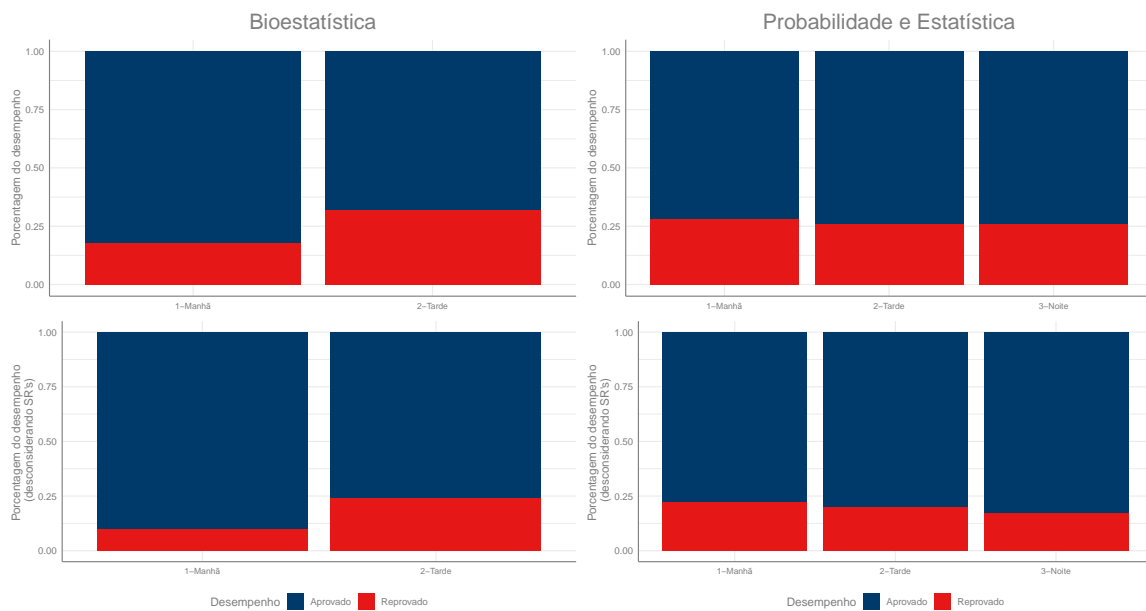 Bioestatística
Porcentagem do desempenho
1.00
0.75
0.50
0.25
0.00
1–Manhã
2–Tarde
Probabilidade e Estatística
Porcentagem do desempenho
1.00
0.75
0.50
0.25
0.00
1–Manhã
2–Tarde
3–Noite
Porcentagem do desempenho
(desconsiderando SR's)
1.00
0.75
0.50
0.25
0.00
1–Manhã
2–Tarde
Desempenho Aprovado Reprovado
Porcentagem do desempenho
(desconsiderando SR's)
1.00
0.75
0.50
0.25
0.00
1–Manhã
2–Tarde
3–Noite
Desempenho Aprovado Reprovado